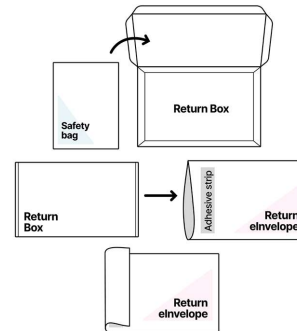 Safety
bag
Return Box
Return
Box
Adhesive strip
Return
eInvelope
Return
eInvelope